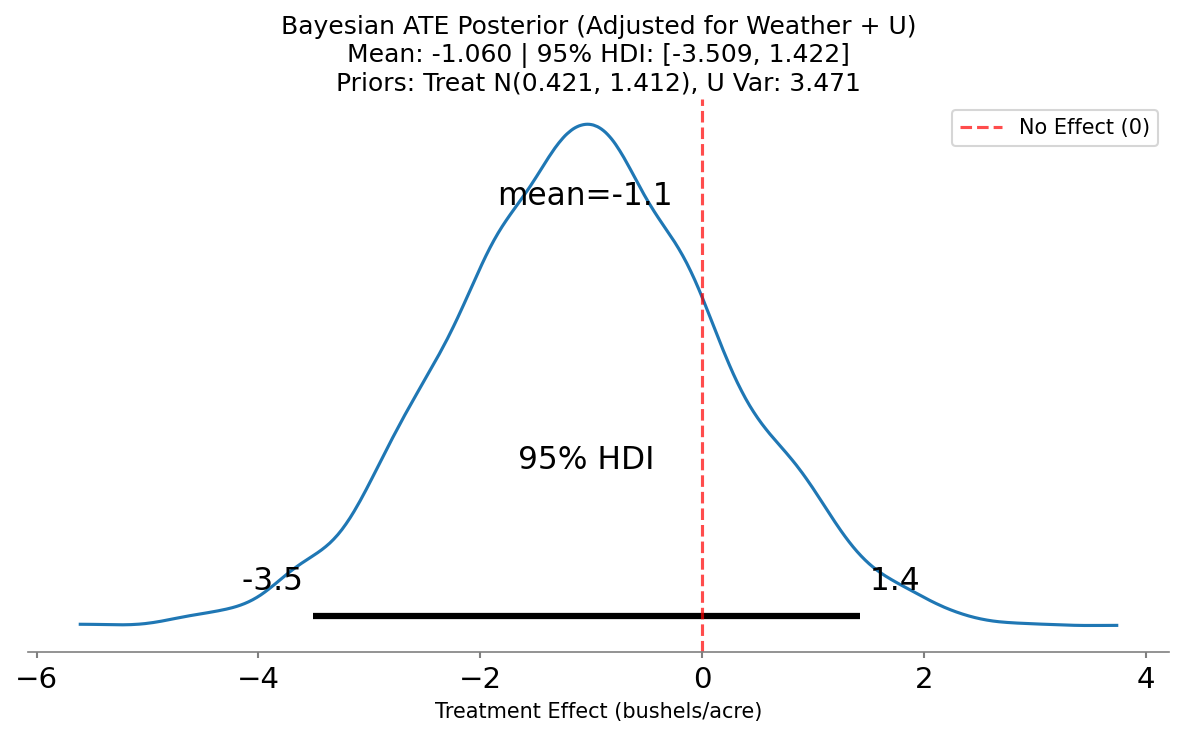 Bayesian ATE Posterior (Adjusted for Weather + U)
Mean: -1.060 | 95% HDI: [-3.509, 1.422]
Priors: Treat N(0.421, 1.412), U Var: 3.471
No Effect (0)
mean=-1.1
95% HDI
-3.5
1.4
−6 −4 −2 0 2 4
Treatment Effect (bushels/acre)